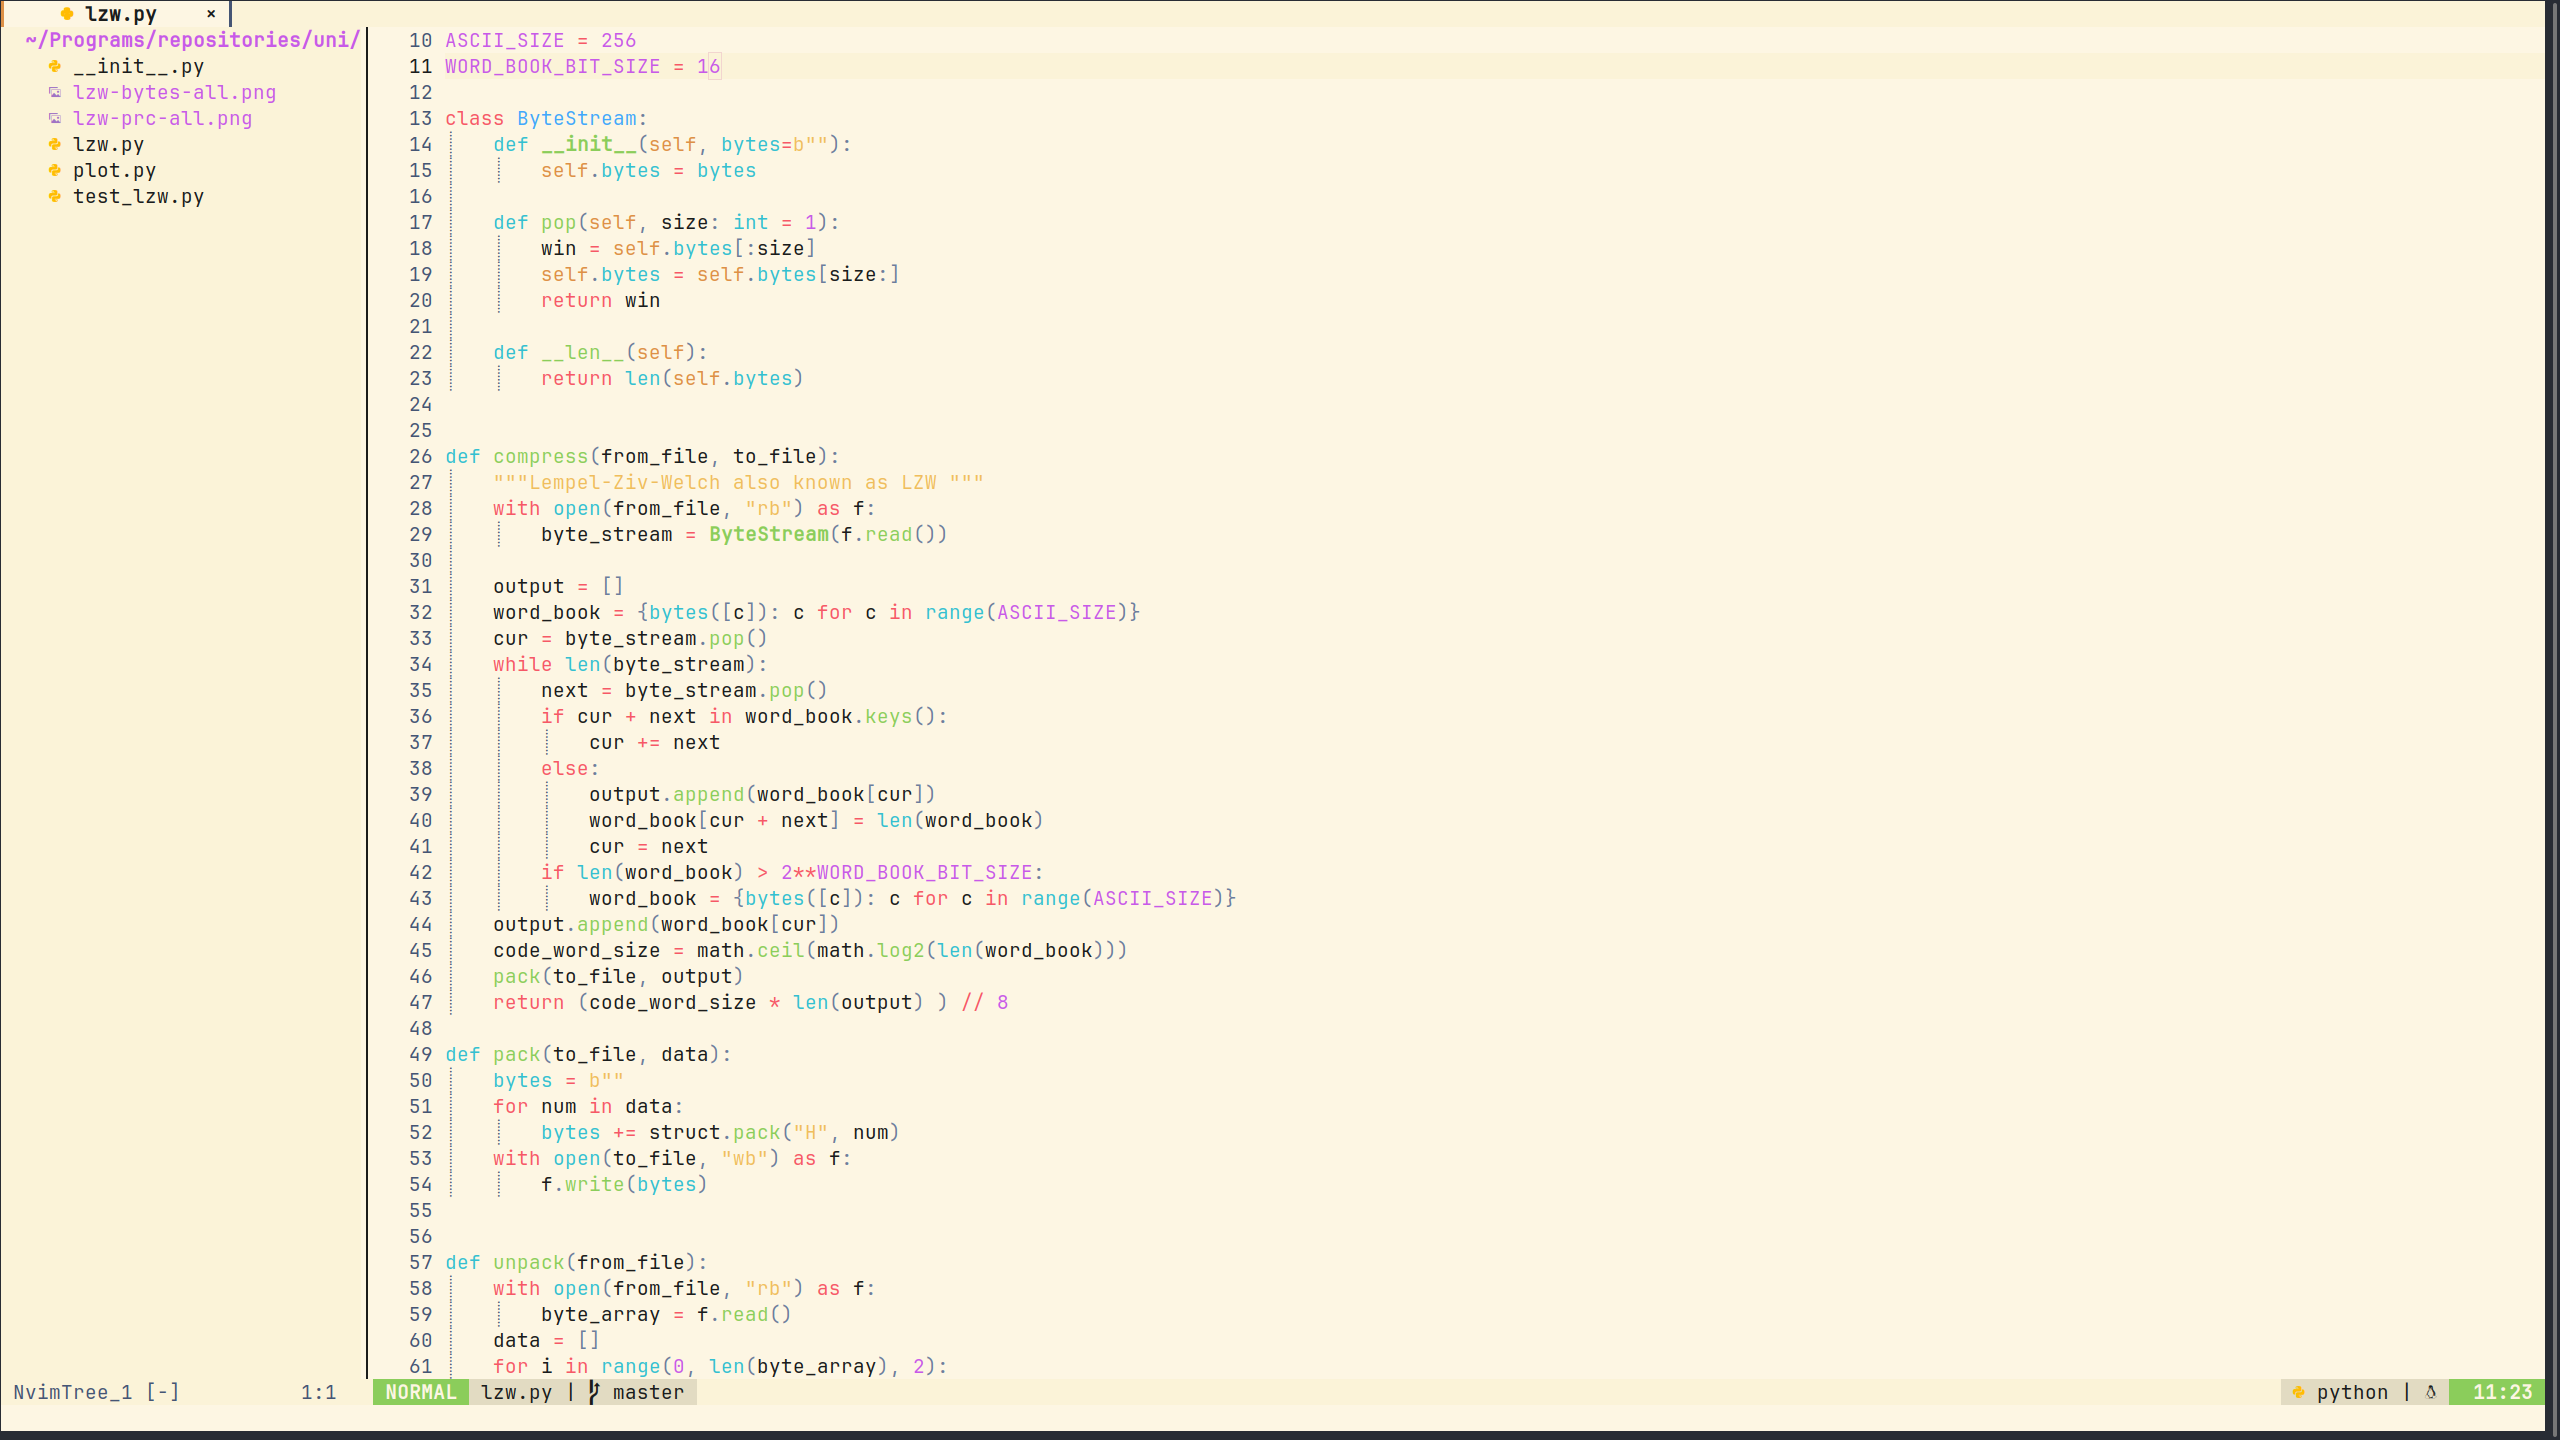 lzw.py ×
~/Programs/repositories/uni/
__init__.py
lzw-bytes-all.png
lzw-prc-all.png
lzw.py
plot.py
test_lzw.py
10 ASCII_SIZE = 256
11 WORD_BOOK_BIT_SIZE = 16
12
13 class ByteStream:
14     def __init__(self, bytes=b""):
15         self.bytes = bytes
16
17     def pop(self, size: int = 1):
18         win = self.bytes[:size]
19         self.bytes = self.bytes[size:]
20         return win
21
22     def __len__(self):
23         return len(self.bytes)
24
25
26 def compress(from_file, to_file):
27     """Lempel-Ziv-Welch also known as LZW """
28     with open(from_file, "rb") as f:
29         byte_stream = ByteStream(f.read())
30
31     output = []
32     word_book = {bytes([c]): c for c in range(ASCII_SIZE)}
33     cur = byte_stream.pop()
34     while len(byte_stream):
35         next = byte_stream.pop()
36         if cur + next in word_book.keys():
37             cur += next
38         else:
39             output.append(word_book[cur])
40             word_book[cur + next] = len(word_book)
41             cur = next
42         if len(word_book) > 2**WORD_BOOK_BIT_SIZE:
43             word_book = {bytes([c]): c for c in range(ASCII_SIZE)}
44     output.append(word_book[cur])
45     code_word_size = math.ceil(math.log2(len(word_book)))
46     pack(to_file, output)
47     return (code_word_size * len(output) ) // 8
48
49 def pack(to_file, data):
50     bytes = b""
51     for num in data:
52         bytes += struct.pack("H", num)
53     with open(to_file, "wb") as f:
54         f.write(bytes)
55
56
57 def unpack(from_file):
58     with open(from_file, "rb") as f:
59         byte_array = f.read()
60     data = []
61     for i in range(0, len(byte_array), 2):
NvimTree_1 [-] 1:1 NORMAL lzw.py | master python | 11:23